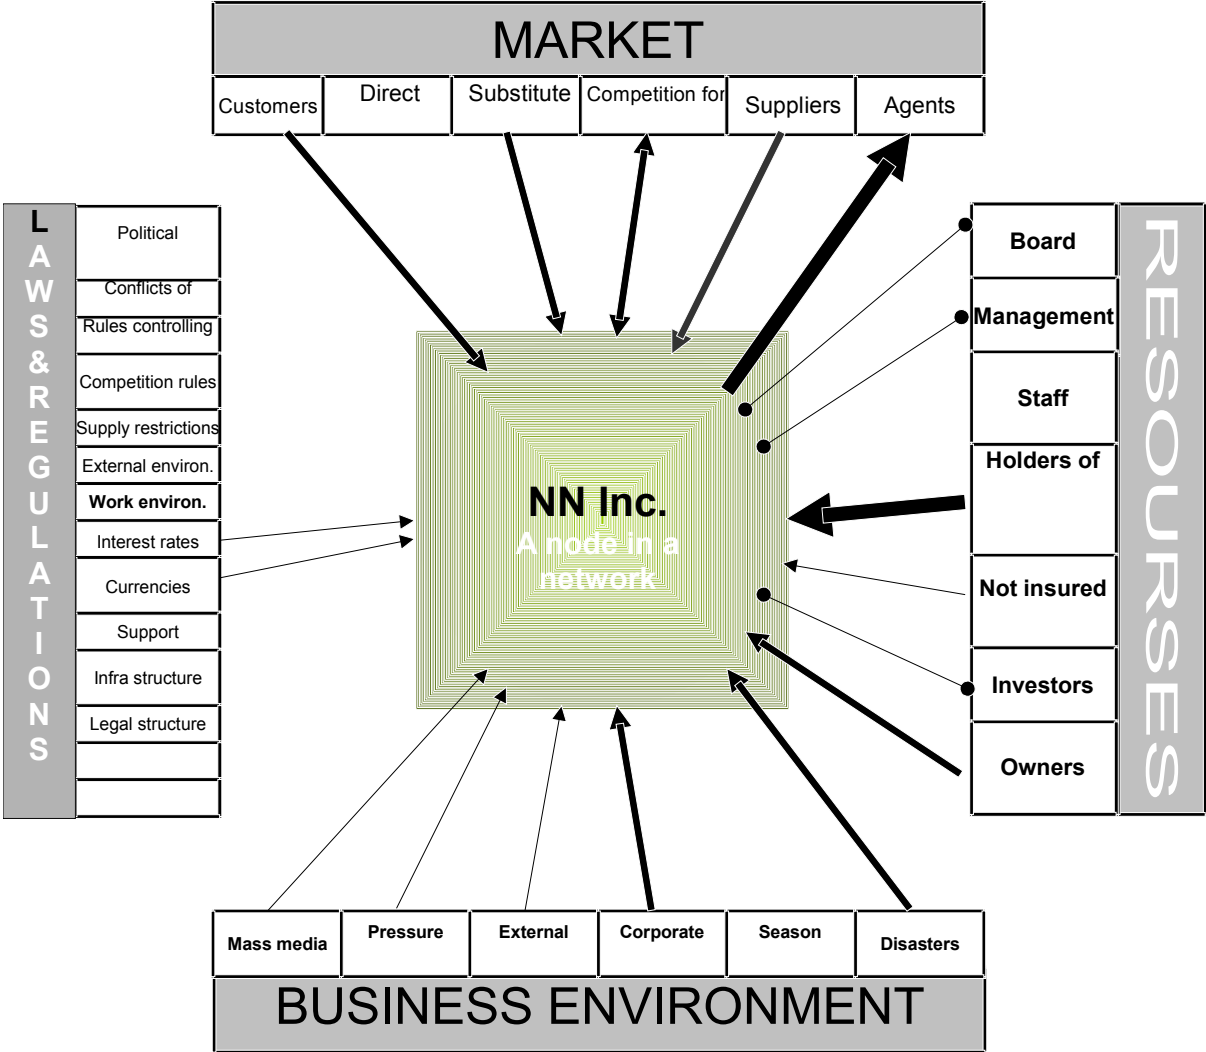 MARKET
Customers
Direct
Substitute
Competition for
Suppliers
Agents
LAWS&REGULATIONS
Political
Conflicts of
Rules controlling
Competition rules
Supply restrictions
External environ.
Work environ.
Interest rates
Currencies
Support
Infra structure
Legal structure
NN Inc.
A node in a
network
Board
Management
Staff
Holders of
Not insured
Investors
Owners
RESOURSES
Mass media
Pressure
External
Corporate
Season
Disasters
BUSINESS ENVIRONMENT